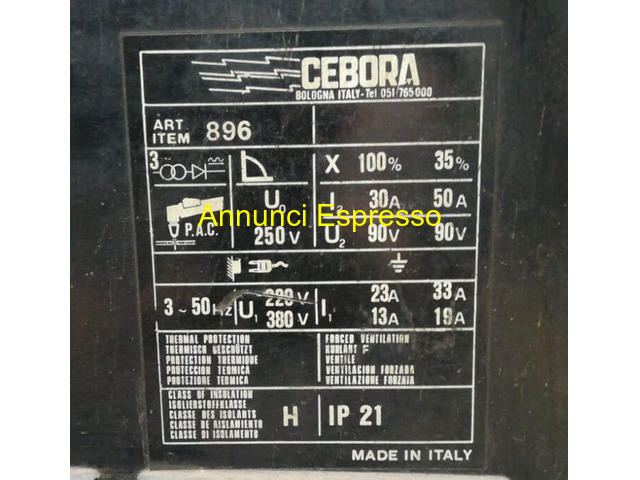 CEBORA
BOLOGNA ITALY-Tel 051/765000
ART
ITEM 896
3~
X 100% 35%
U0 I2 30A 50A
Annunci Espresso
P.A.C. 250V U2 90V 90V
3~50Hz U1 220V I1 23A 33A
380V 13A 19A
THERMAL PROTECTION
THERMISCH GESCHÜTZT
PROTECTION THERMIQUE
PROTECCION TERMICA
PROTEZIONE TERMICA
FORCED VENTILATION
KUHLART F
VENTILE
VENTILACION FORZADA
VENTILAZIONE FORZATA
CLASS OF INSULATION
ISOLIERSTOFFKLASSE
CLASSE DES ISOLANTS
CLASE DE AISLAMIENTO
CLASSE DI ISOLAMENTO
H IP 21
MADE IN ITALY